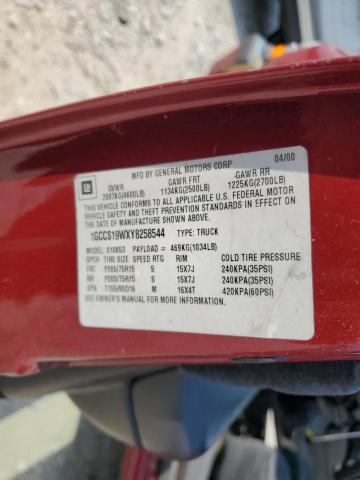 GM
MFD BY GENERAL MOTORS CORP 04/00
GVWR GAWR FRT GAWR RR
2087KG(4600LB) 1134KG(2500LB) 1225KG(2700LB)
THIS VEHICLE CONFORMS TO ALL APPLICABLE U.S. FEDERAL MOTOR
VEHICLE SAFETY AND THEFT PREVENTION STANDARDS IN EFFECT ON
THE DATE OF MANUFACTURE SHOWN ABOVE.
1GCCS19WXY8258544 TYPE: TRUCK
MODEL: S10653 PAYLOAD = 469KG(1034LB)
SPCH TIRE SIZE SPEED RTG RIM COLD TIRE PRESSURE
FRT P205/75R15 S 15X7J 240KPA(35PSI)
RR P205/75R15 S 15X7J 240KPA(35PSI)
SPA T155/90D16 M 16X4T 420KPA(60PSI)
SEE OWNER'S MANUAL FOR ADDITIONAL INFORMATION.